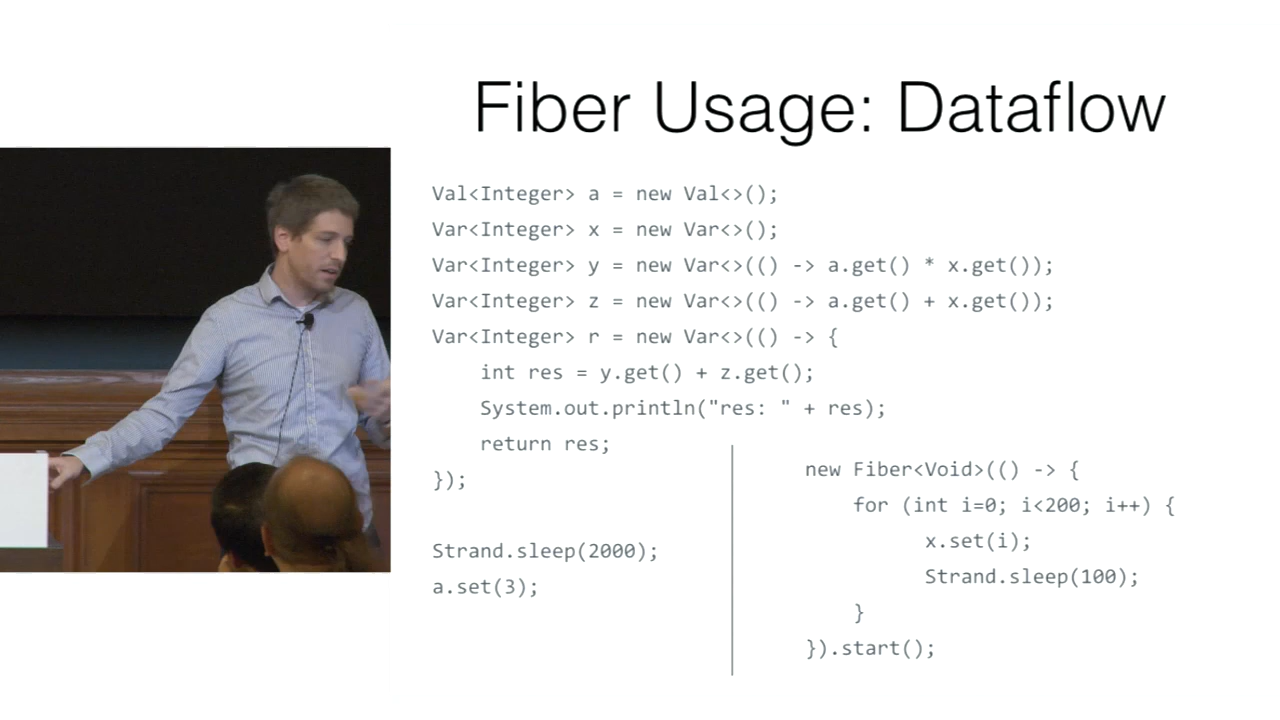 Fiber Usage: Dataflow
Val<Integer> a = new Val<>();
Var<Integer> x = new Var<>();
Var<Integer> y = new Var<>(() -> a.get() * x.get());
Var<Integer> z = new Var<>(() -> a.get() + x.get());
Var<Integer> r = new Var<>(() -> {
    int res = y.get() + z.get();
    System.out.println("res: " + res);
    return res;
});
Strand.sleep(2000);
a.set(3);
new Fiber<Void>(() -> {
    for (int i=0; i<200; i++) {
          x.set(i);
          Strand.sleep(100);
    }
}).start();